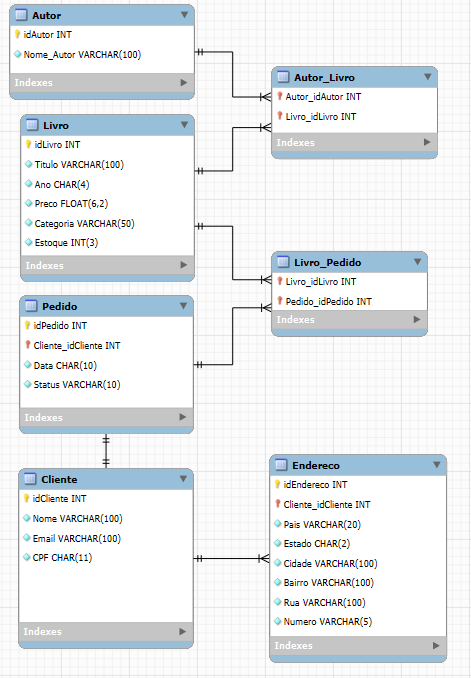 Autor
idAutor INT
Nome_Autor VARCHAR(100)
Indexes
Autor_Livro
Autor_idAutor INT
Livro_idLivro INT
Indexes
Livro
idLivro INT
Titulo VARCHAR(100)
Ano CHAR(4)
Preco FLOAT(6,2)
Categoria VARCHAR(50)
Estoque INT(3)
Indexes
Livro_Pedido
Livro_idLivro INT
Pedido_idPedido INT
Indexes
Pedido
idPedido INT
Cliente_idCliente INT
Data CHAR(10)
Status VARCHAR(10)
Indexes
Cliente
idCliente INT
Nome VARCHAR(100)
Email VARCHAR(100)
CPF CHAR(11)
Indexes
Endereco
idEndereco INT
Cliente_idCliente INT
Pais VARCHAR(20)
Estado CHAR(2)
Cidade VARCHAR(100)
Bairro VARCHAR(100)
Rua VARCHAR(100)
Numero VARCHAR(5)
Indexes